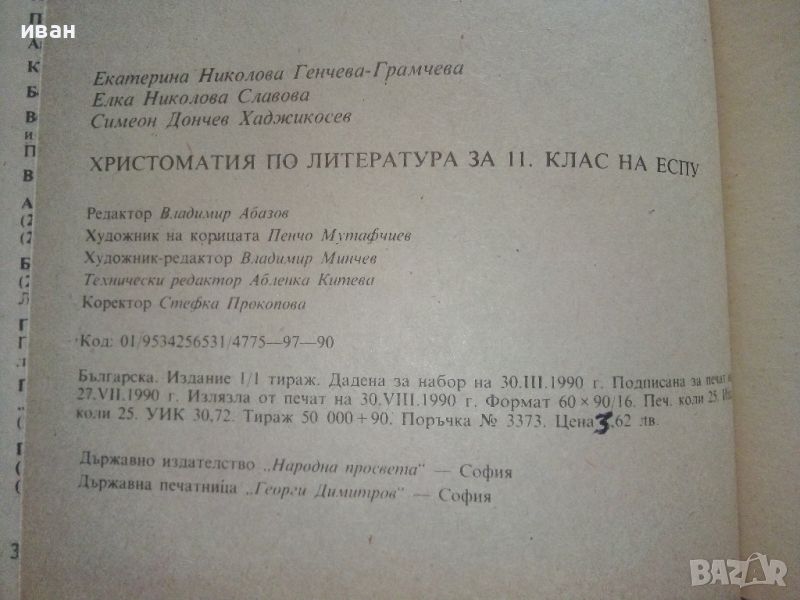 иван
Екатерина Николова Генчева-Грамчева
Елка Николова Славова
Симеон Дончев Хаджикосев
ХРИСТОМАТИЯ ПО ЛИТЕРАТУРА ЗА 11. КЛАС НА ЕСПУ
Редактор Владимир Абазов
Художник на корицата Пенчо Мутафчиев
Художник-редактор Владимир Минчев
Технически редактор Абленка Китева
Коректор Стефка Прокопова
Код: 01/9534256531/4775—97—90
Българска. Издание 1/1 тираж. Дадена за набор на 30.III.1990 г. Подписана за печат
27.VII.1990 г. Излязла от печат на 30.VIII.1990 г. Формат 60×90/16. Печ. коли 25.
коли 25. УИК 30,72. Тираж 50 000+90. Поръчка № 3373. Цена 3,62 лв.
Държавно издателство „Народна просвета“ — София
Държавна печатница „Георги Димитров“ — София
BAZAR